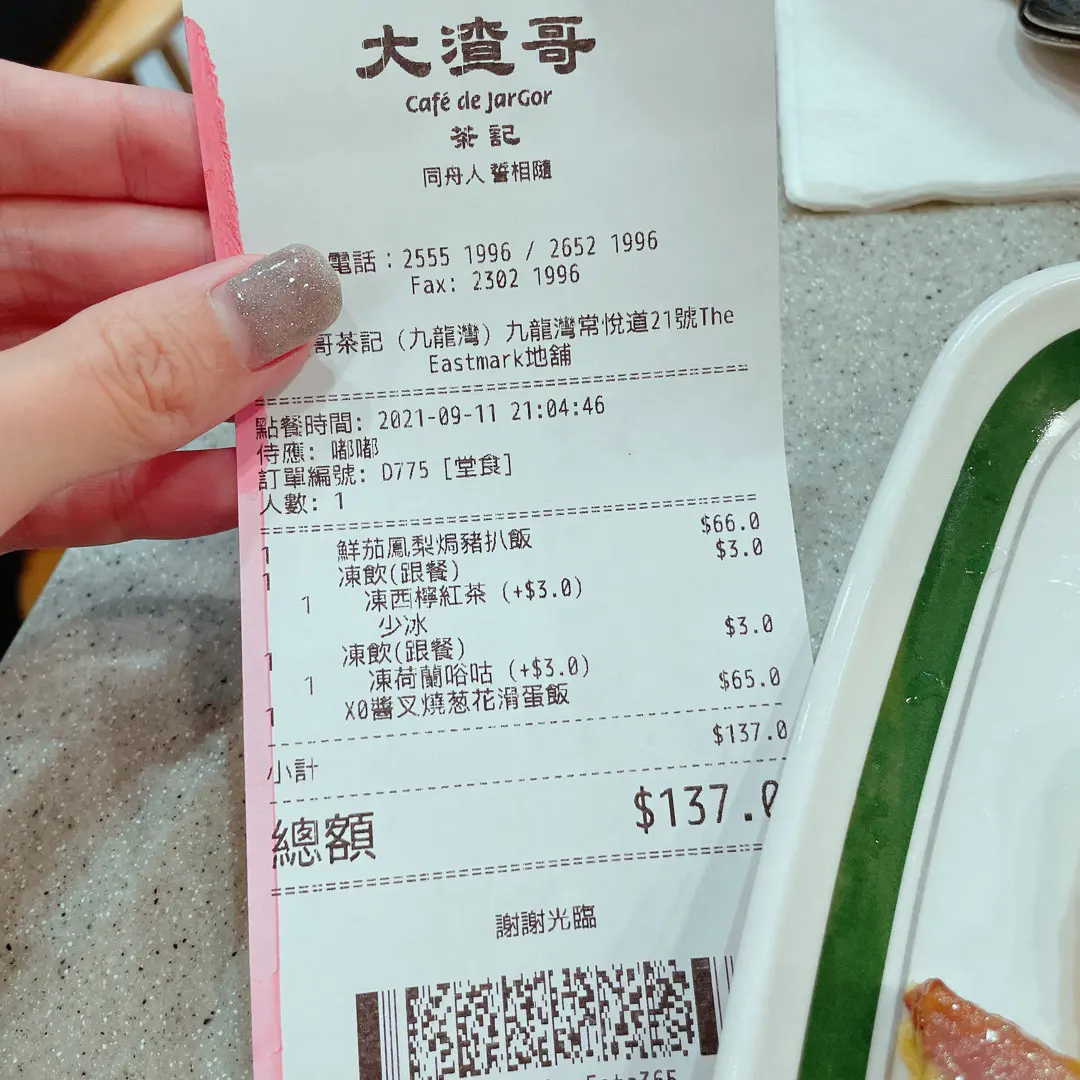 大渣哥
Café de JarGor
茶記
同舟人誓相隨
電話：2555 1996 / 2652 1996
Fax: 2302 1996
哥茶記（九龍灣）九龍灣常悅道21號The
Eastmark地舖
點餐時間: 2021-09-11 21:04:46
侍應: 嘟嘟
訂單編號: D775 [堂食]
人數: 1
1 鮮茄鳳梨焗豬扒飯 $66.0
1 凍飲(跟餐) $3.0
1 凍西檸紅茶 (+$3.0)
少冰
1 凍飲(跟餐) $3.0
1 凍荷蘭唂咕 (+$3.0)
1 XO醬叉燒葱花滑蛋飯 $65.0
小計 $137.0
總額 $137.0
謝謝光臨